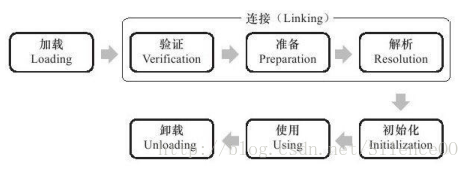 连接（Linking）
加载
Loading
验证
Verification
准备
Preparation
解析
Resolution
卸载
Unloading
使用
Using
初始化
Initialization